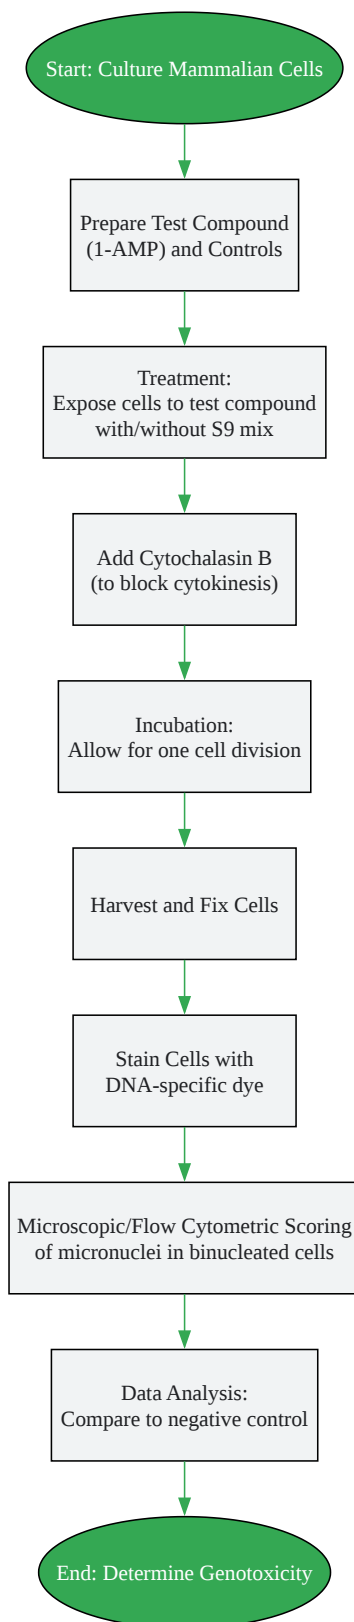 Start: Culture Mammalian Cells
Prepare Test Compound
(1-AMP) and Controls
Treatment:
Expose cells to test compound
with/without S9 mix
Add Cytochalasin B
(to block cytokinesis)
Incubation:
Allow for one cell division
Harvest and Fix Cells
Stain Cells with
DNA-specific dye
Microscopic/Flow Cytometric Scoring
of micronuclei in binucleated cells
Data Analysis:
Compare to negative control
End: Determine Genotoxicity